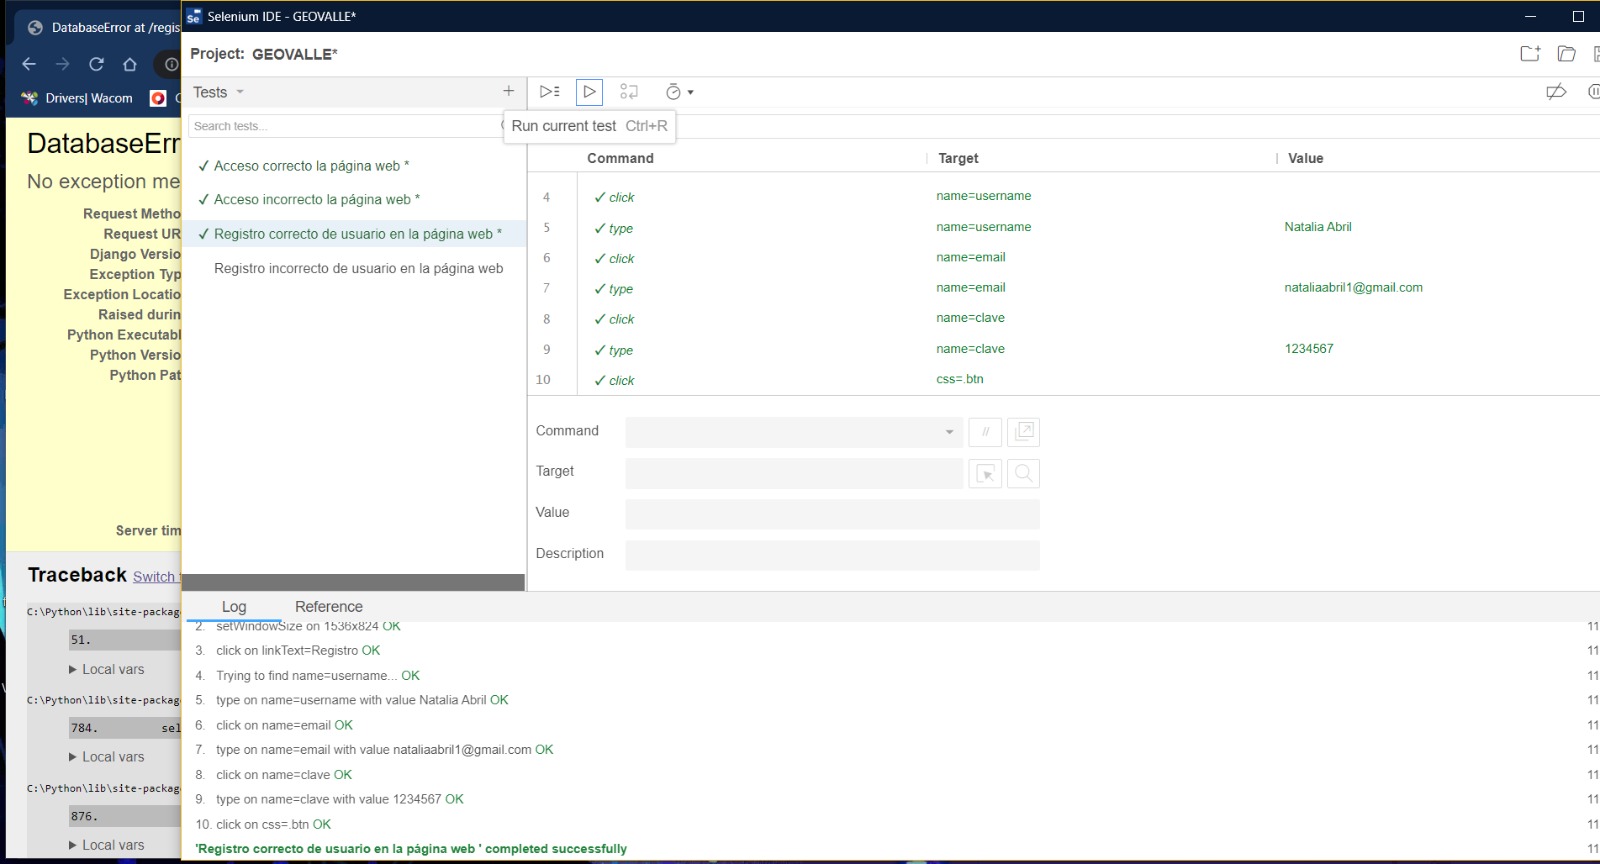 DatabaseError at /regis
Drivers| Wacom
DatabaseErr
No exception me
Request Metho
Request UR
Django Versio
Exception Typ
Exception Locatio
Raised durin
Python Executabl
Python Versio
Python Pat
Server tim
Traceback Switch
C:\Python\lib\site-packag
51.
▶ Local vars
C:\Python\lib\site-packag
784. sel
▶ Local vars
C:\Python\lib\site-packag
876.
▶ Local vars
Se Selenium IDE - GEOVALLE*
Project: GEOVALLE*
Tests
Search tests...
✓ Acceso correcto la página web *
✓ Acceso incorrecto la página web *
✓ Registro correcto de usuario en la página web *
Registro incorrecto de usuario en la página web
Run current test Ctrl+R
Command Target Value
4 ✓ click name=username
5 ✓ type name=username Natalia Abril
6 ✓ click name=email
7 ✓ type name=email nataliaabril1@gmail.com
8 ✓ click name=clave
9 ✓ type name=clave 1234567
10 ✓ click css=.btn
Command //
Target
Value
Description
Log Reference
2. setWindowSize on 1536x824 OK 11
3. click on linkText=Registro OK 11
4. Trying to find name=username... OK 11
5. type on name=username with value Natalia Abril OK 11
6. click on name=email OK 11
7. type on name=email with value nataliaabril1@gmail.com OK 11
8. click on name=clave OK 11
9. type on name=clave with value 1234567 OK 11
10. click on css=.btn OK 11
'Registro correcto de usuario en la página web ' completed successfully 11